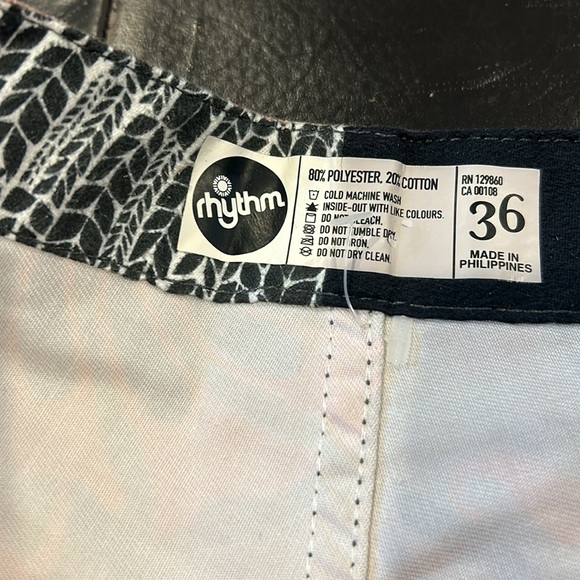 rhythm
80% POLYESTER, 20% COTTON
COLD MACHINE WASH
INSIDE-OUT WITH LIKE COLOURS.
DO NOT BLEACH.
DO NOT TUMBLE DRY.
DO NOT IRON.
DO NOT DRY CLEAN.
RN 129860
CA 00108
36
MADE IN
PHILIPPINES